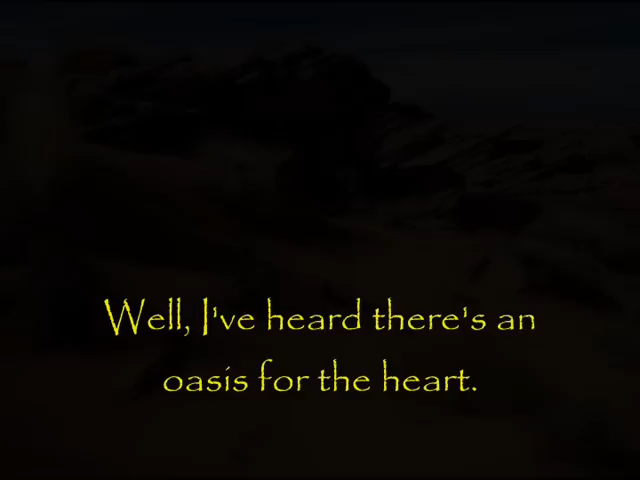 Well, I've heard there's an
oasis for the heart.